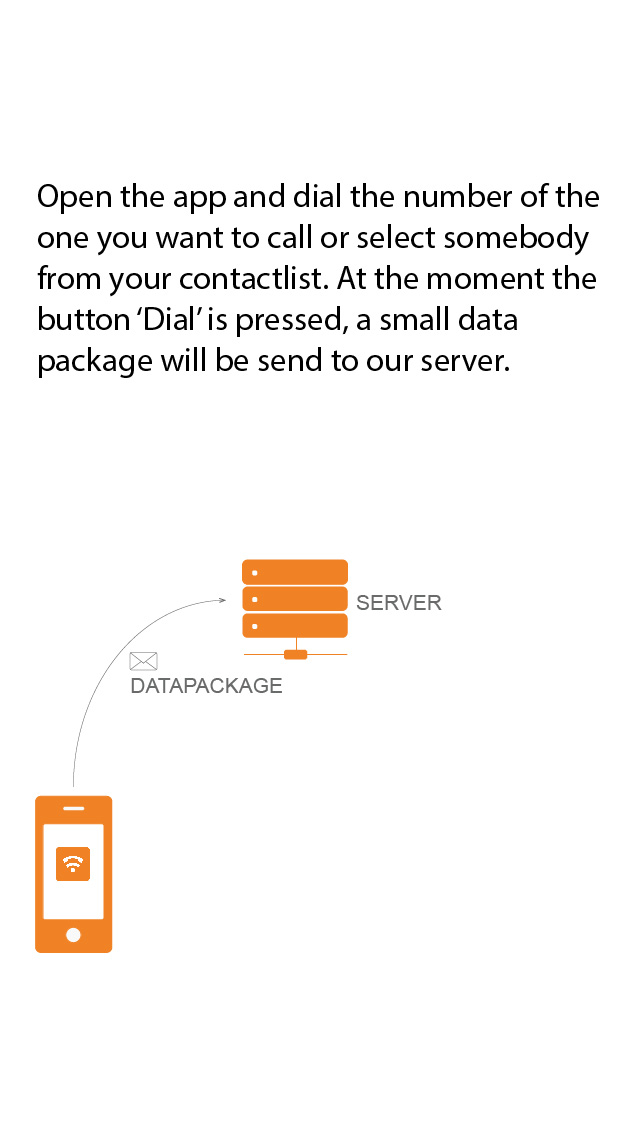 Open the app and dial the number of the
one you want to call or select somebody
from your contactlist. At the moment the
button ‘Dial’ is pressed, a small data
package will be send to our server.
SERVER
DATAPACKAGE